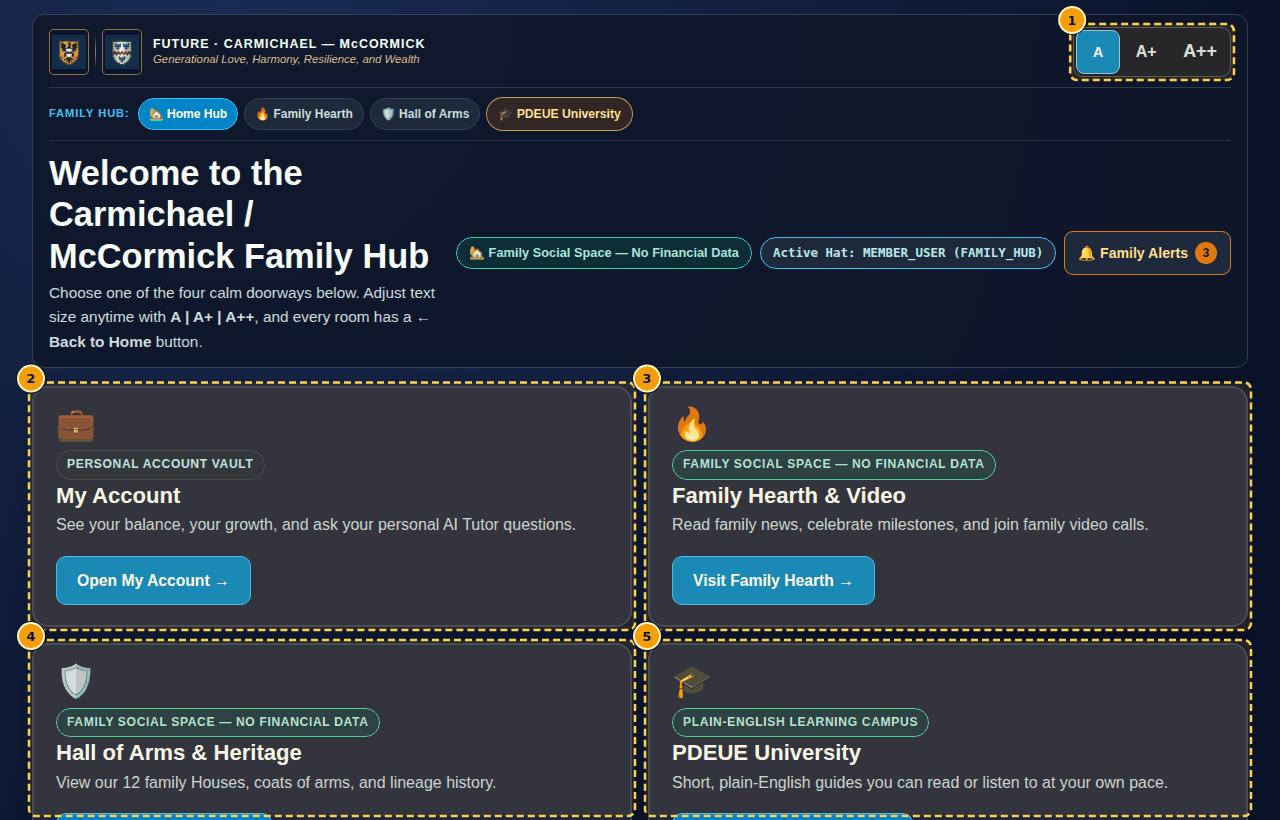 FUTURE · CARMICHAEL — McCORMICK
Generational Love, Harmony, Resilience, and Wealth
1
A A+ A++
FAMILY HUB: Home Hub Family Hearth Hall of Arms PDEUE University
Welcome to the
Carmichael /
McCormick Family Hub
Choose one of the four calm doorways below. Adjust text
size anytime with A | A+ | A++, and every room has a ←
Back to Home button.
Family Social Space — No Financial Data
Active Hat: MEMBER_USER (FAMILY_HUB)
Family Alerts 3
2
PERSONAL ACCOUNT VAULT
My Account
See your balance, your growth, and ask your personal AI Tutor questions.
Open My Account →
3
FAMILY SOCIAL SPACE — NO FINANCIAL DATA
Family Hearth & Video
Read family news, celebrate milestones, and join family video calls.
Visit Family Hearth →
4
FAMILY SOCIAL SPACE — NO FINANCIAL DATA
Hall of Arms & Heritage
View our 12 family Houses, coats of arms, and lineage history.
5
PLAIN-ENGLISH LEARNING CAMPUS
PDEUE University
Short, plain-English guides you can read or listen to at your own pace.